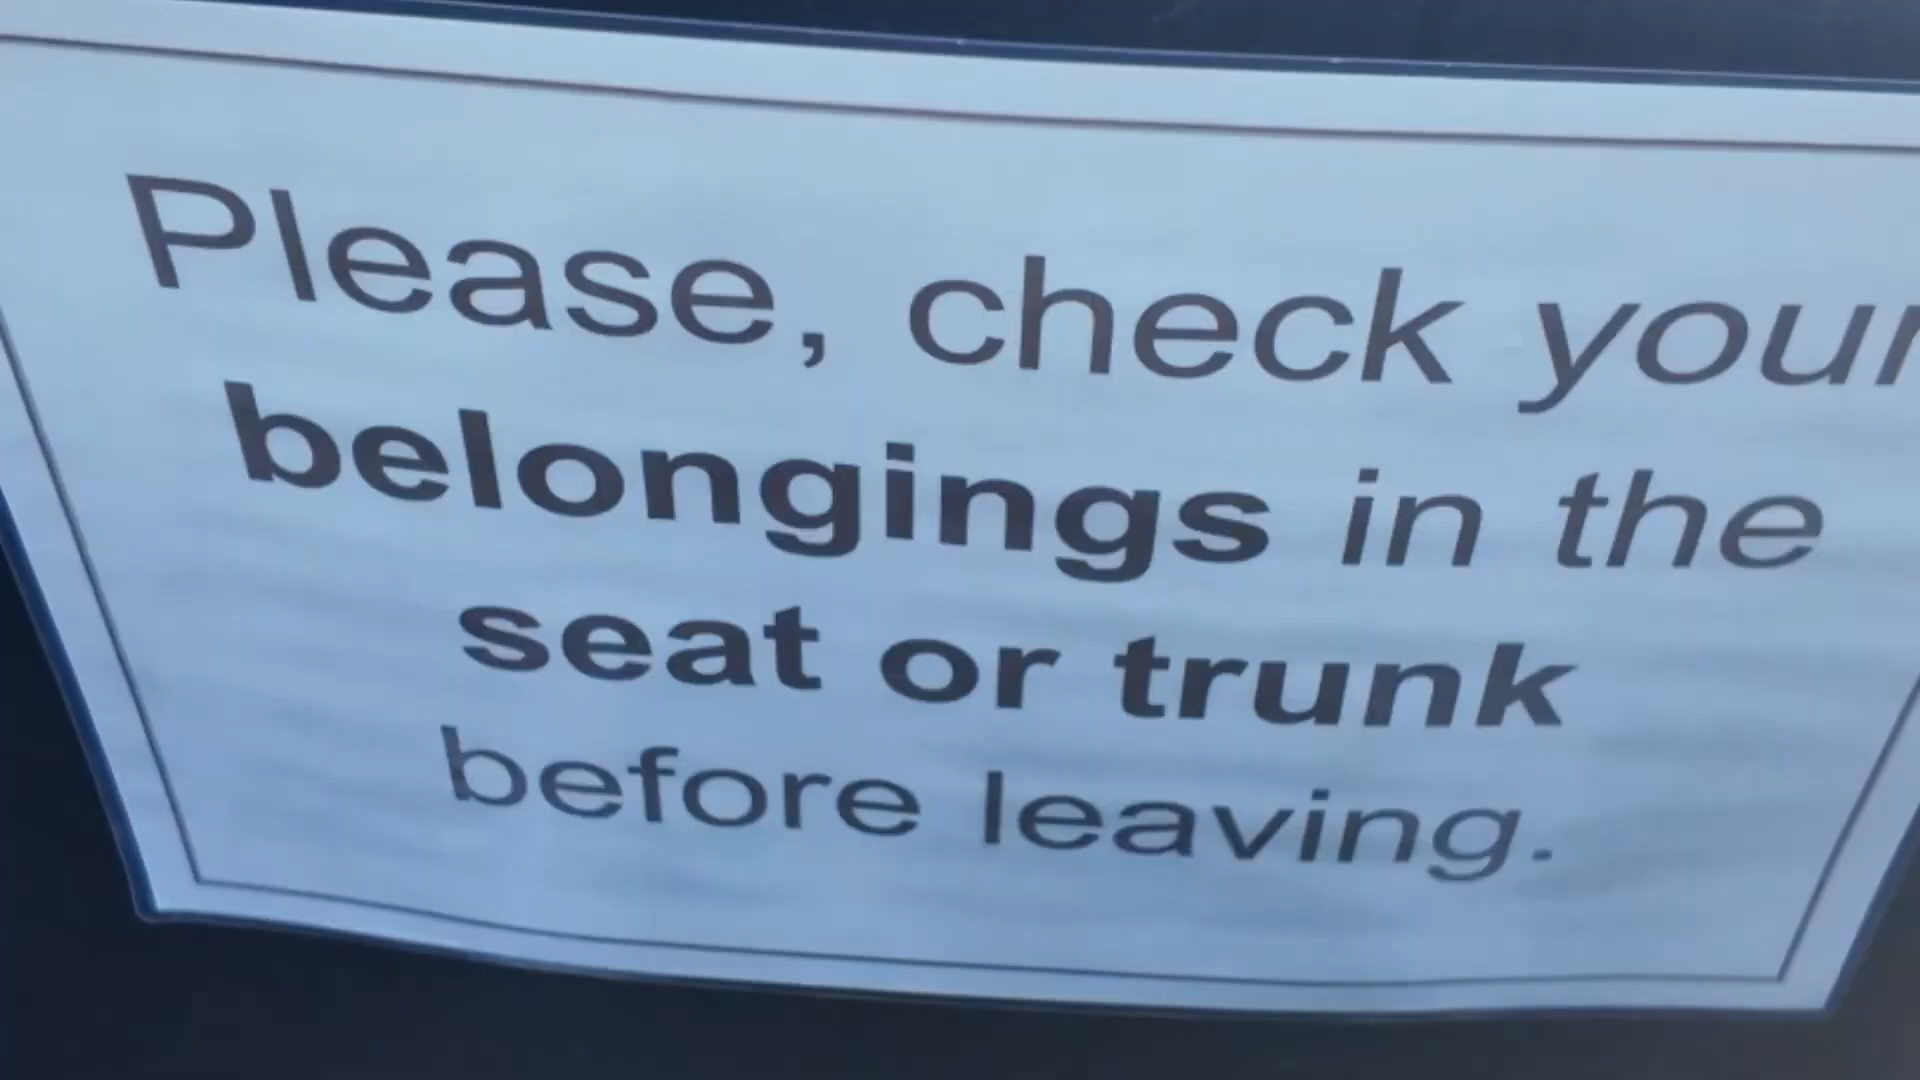 Please, check your
belongings in the
seat or trunk
before leaving.